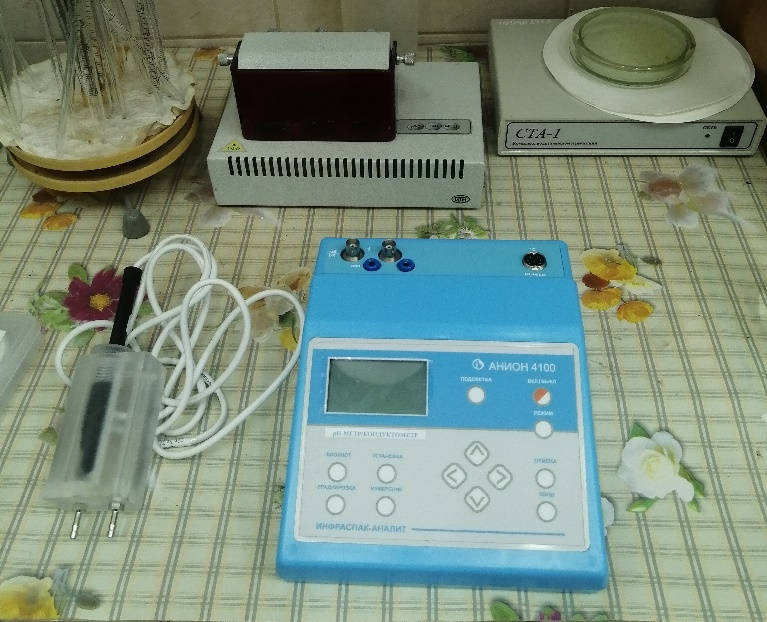 СТА-1
СЕТЬ
АНИОН 4100
ПОДСВЕТКА
ВКЛ/ВЫКЛ
РЕЖИМ
pH МЕТР/КОНДУКТОМЕТР
БЛОКНОТ
УСТАНОВКА
ОТМЕНА
ГРАДУИРОВКА
ИЗМЕРЕНИЕ
ВВОД
ИНФРАСПАК-АНАЛИТ